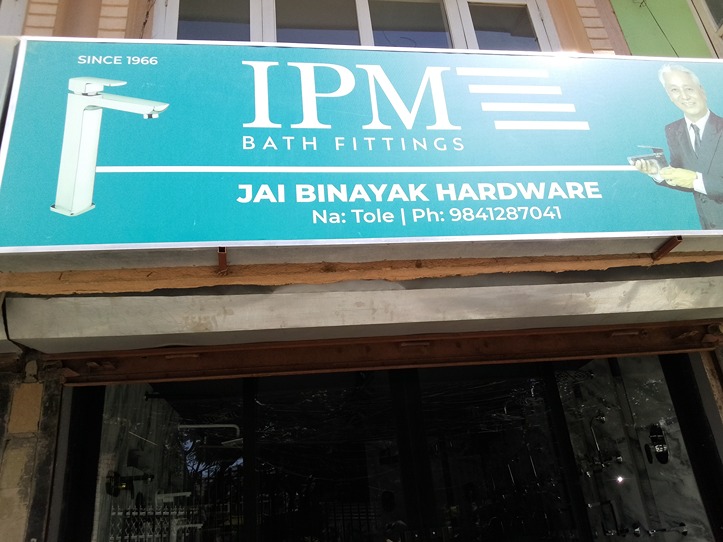 SINCE 1966
IPM
BATH FITTINGS
JAI BINAYAK HARDWARE
Na: Tole | Ph: 9841287041